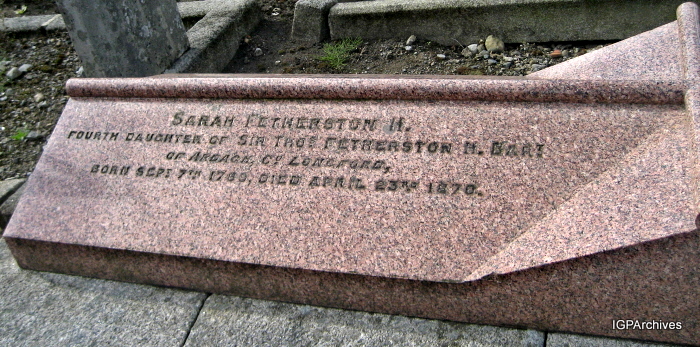 SARAH FETHERSTON H.
FOURTH DAUGHTER OF SIR THOS FETHERSTON H. BART
OF ARDAGH, CO LONGFORD,
BORN SEPT 7TH 1789, DIED APRIL 23RD 1870.
IGPArchives